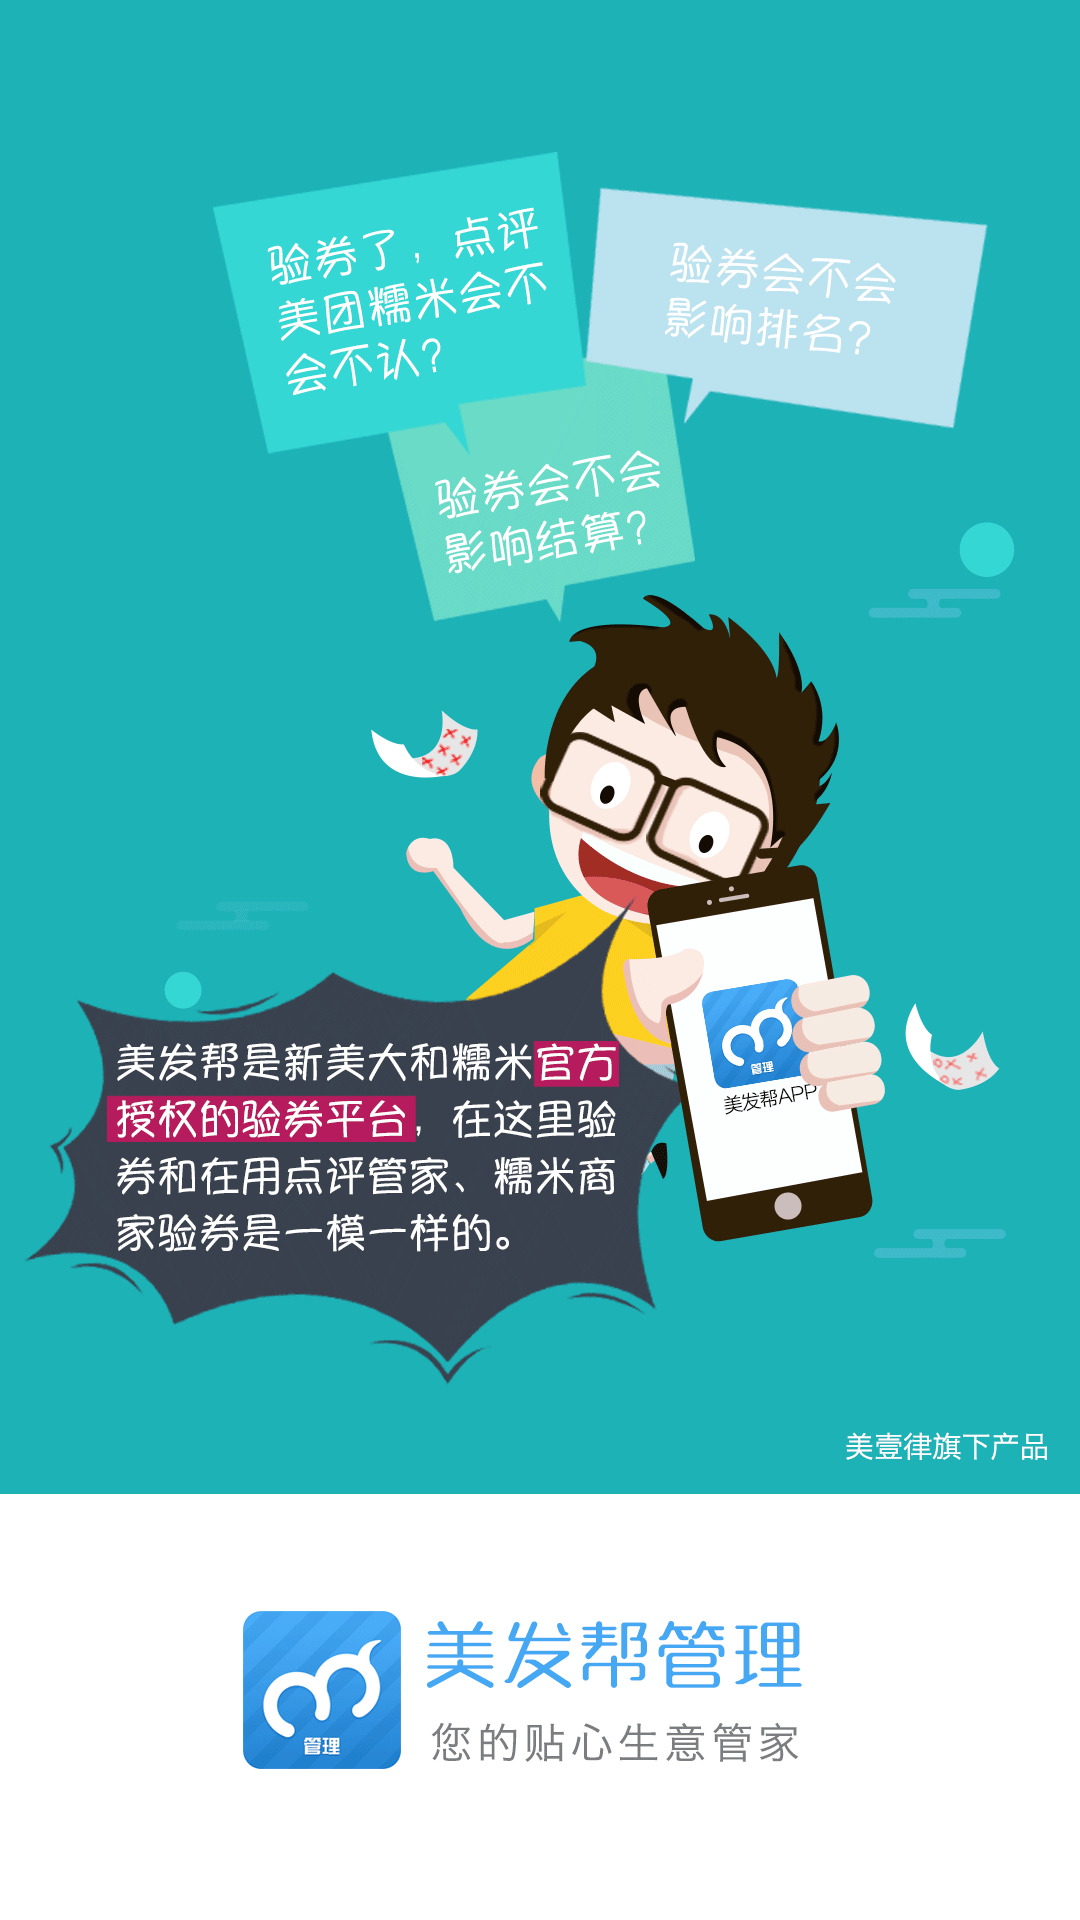 验券了，点评
美团糯米会不
会不认？
验券会不会
影响排名？
验券会不会
影响结算？
管理
美发帮APP
美发帮是新美大和糯米官方
授权的验券平台，在这里验
券和在用点评管家、糯米商
家验券是一模一样的。
美壹律旗下产品
管理
美发帮管理
您的贴心生意管家